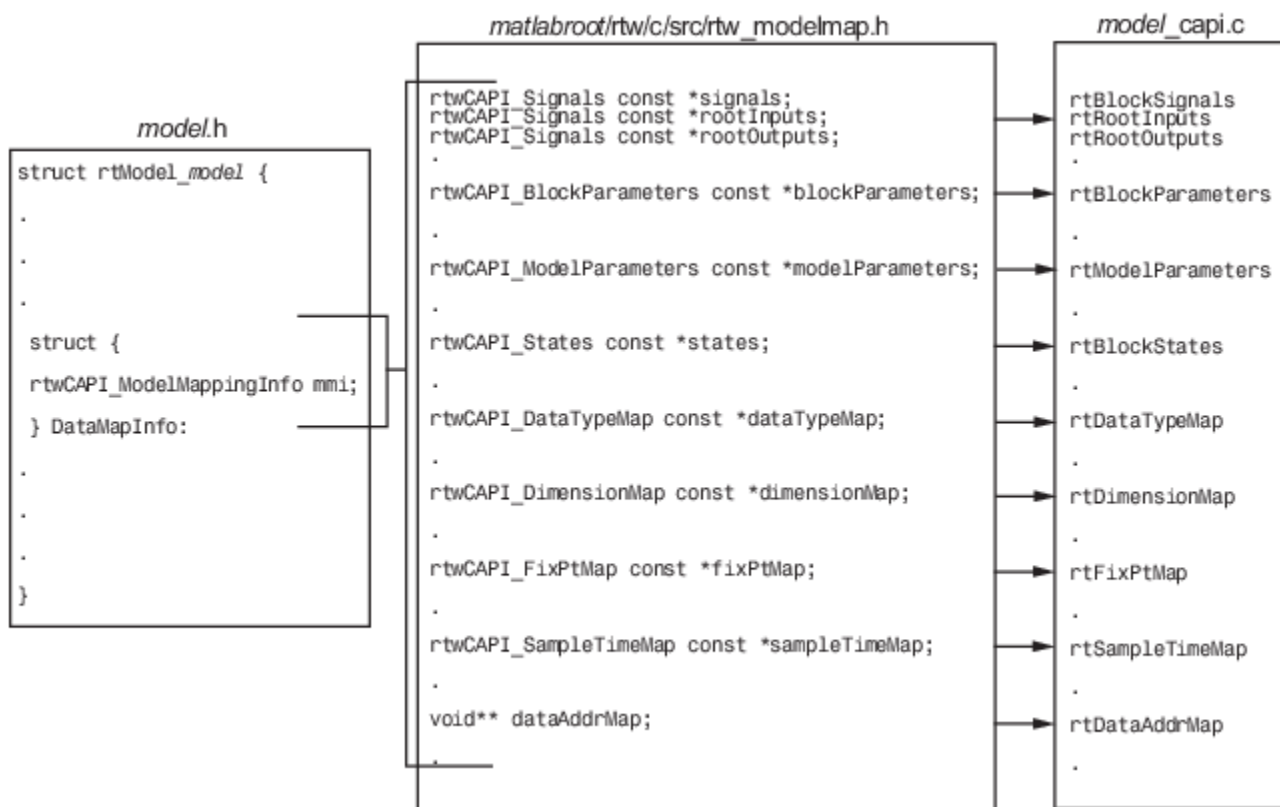 model.h
struct rtModel_model {
.
.
.
struct {
rtwCAPI_ModelMappingInfo mmi;
} DataMapInfo:
.
.
.
}
matlabroot/rtw/c/src/rtw_modelmap.h
rtwCAPI_Signals const *signals;
rtwCAPI_Signals const *rootInputs;
rtwCAPI_Signals const *rootOutputs;
.
rtwCAPI_BlockParameters const *blockParameters;
.
rtwCAPI_ModelParameters const *modelParameters;
.
rtwCAPI_States const *states;
.
rtwCAPI_DataTypeMap const *dataTypeMap;
.
rtwCAPI_DimensionMap const *dimensionMap;
.
rtwCAPI_FixPtMap const *fixPtMap;
.
rtwCAPI_SampleTimeMap const *sampleTimeMap;
.
void** dataAddrMap;
.
model_capi.c
rtBlockSignals
rtRootInputs
rtRootOutputs
.
rtBlockParameters
.
rtModelParameters
.
rtBlockStates
.
rtDataTypeMap
.
rtDimensionMap
.
rtFixPtMap
.
rtSampleTimeMap
.
rtDataAddrMap
.